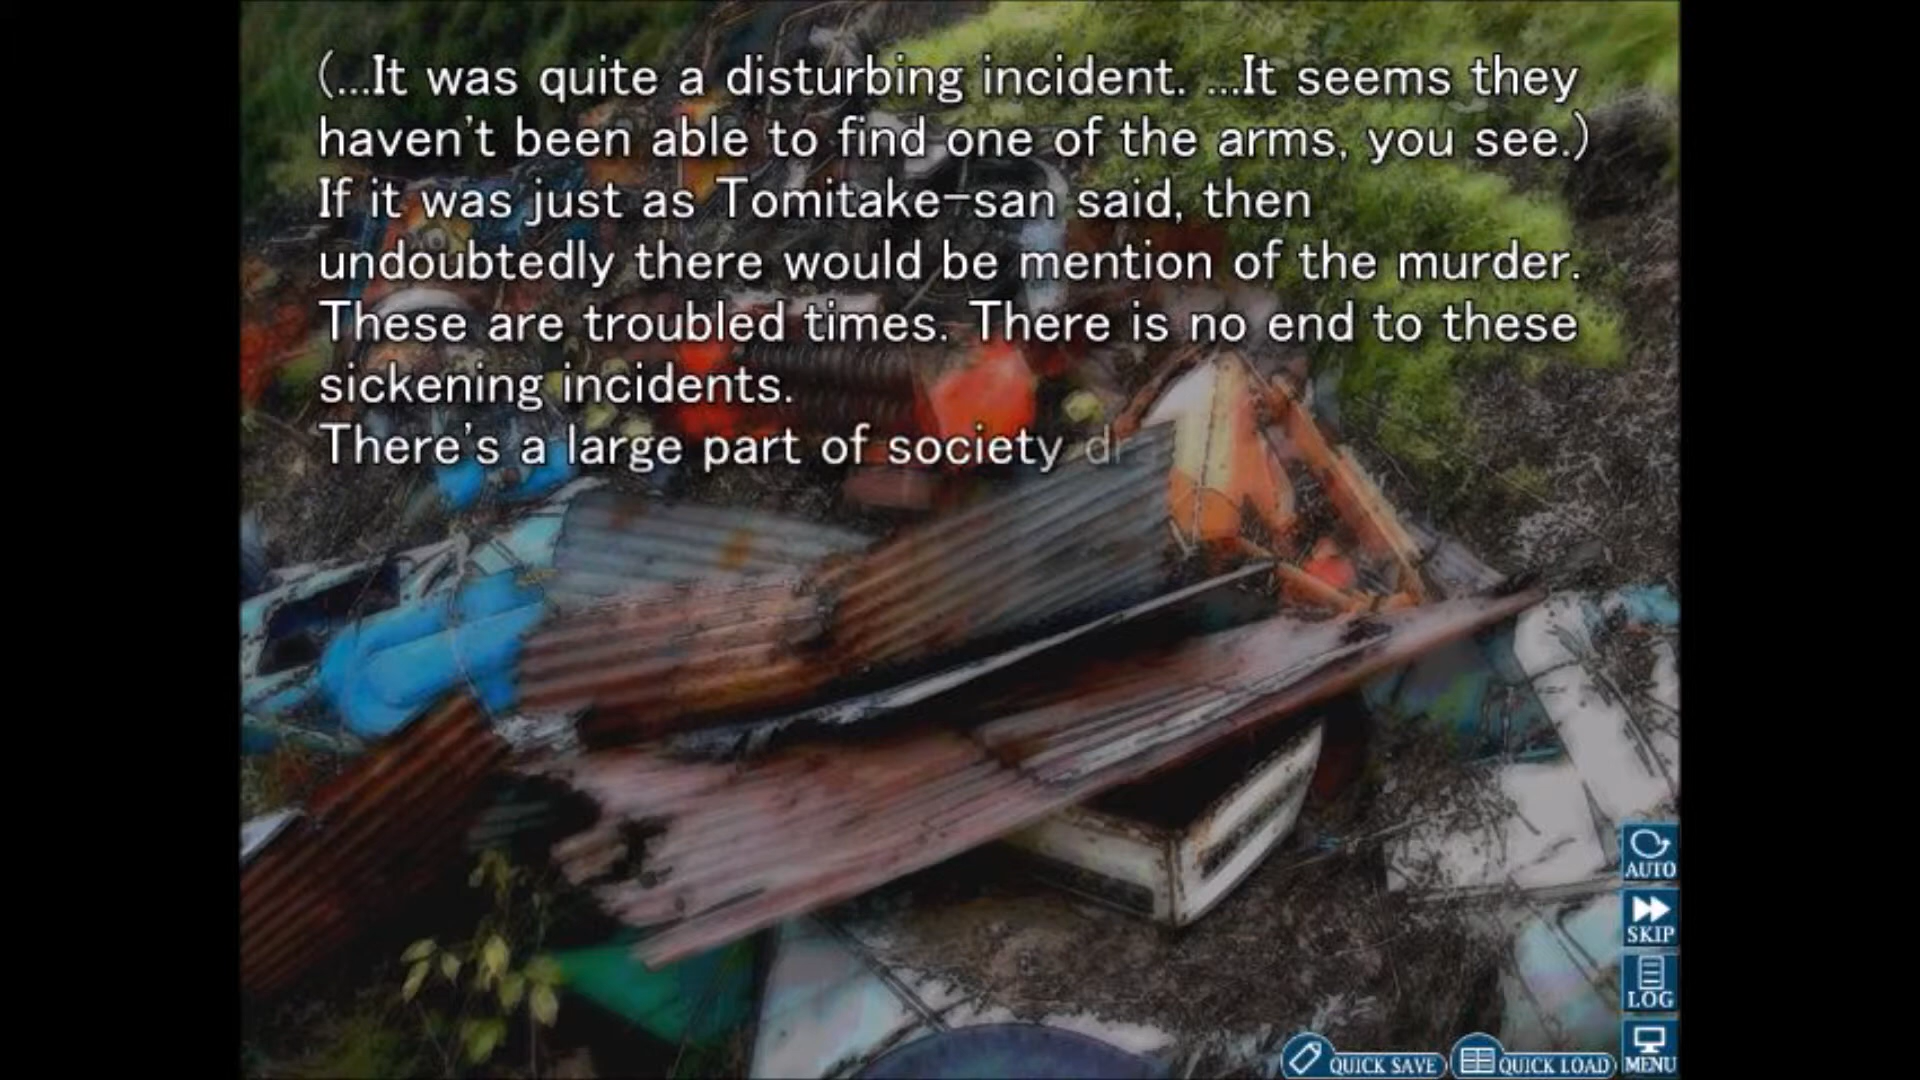 (...It was quite a disturbing incident. ...It seems they
haven't been able to find one of the arms, you see.)
If it was just as Tomitake-san said, then
undoubtedly there would be mention of the murder.
These are troubled times. There is no end to these
sickening incidents.
There's a large part of society
AUTO
SKIP
LOG
MENU
QUICK SAVE
QUICK LOAD